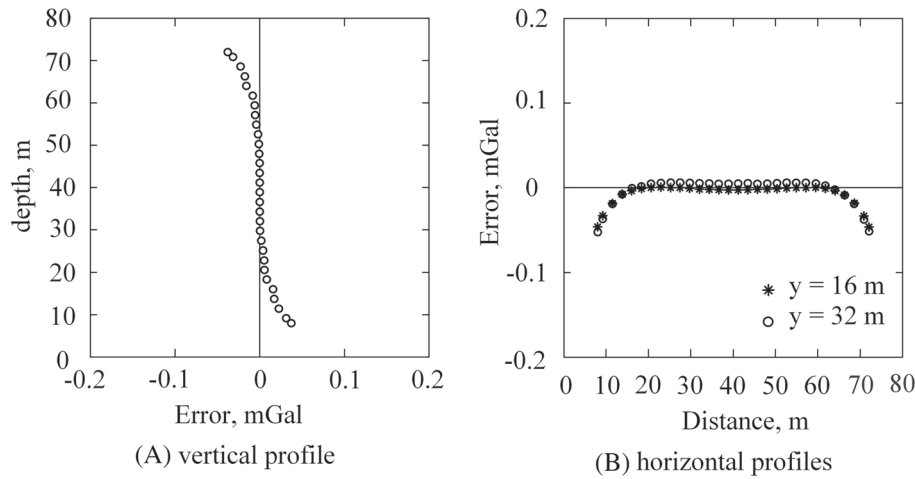 80
70
60
50
40
30
20
10
0
depth, m
-0.2 -0.1 0 0.1 0.2
Error, mGal
(A) vertical profile
0.2
0.1
0
-0.1
-0.2
Error, mGal
y = 16 m
y = 32 m
0 10 20 30 40 50 60 70 80
Distance, m
(B) horizontal profiles